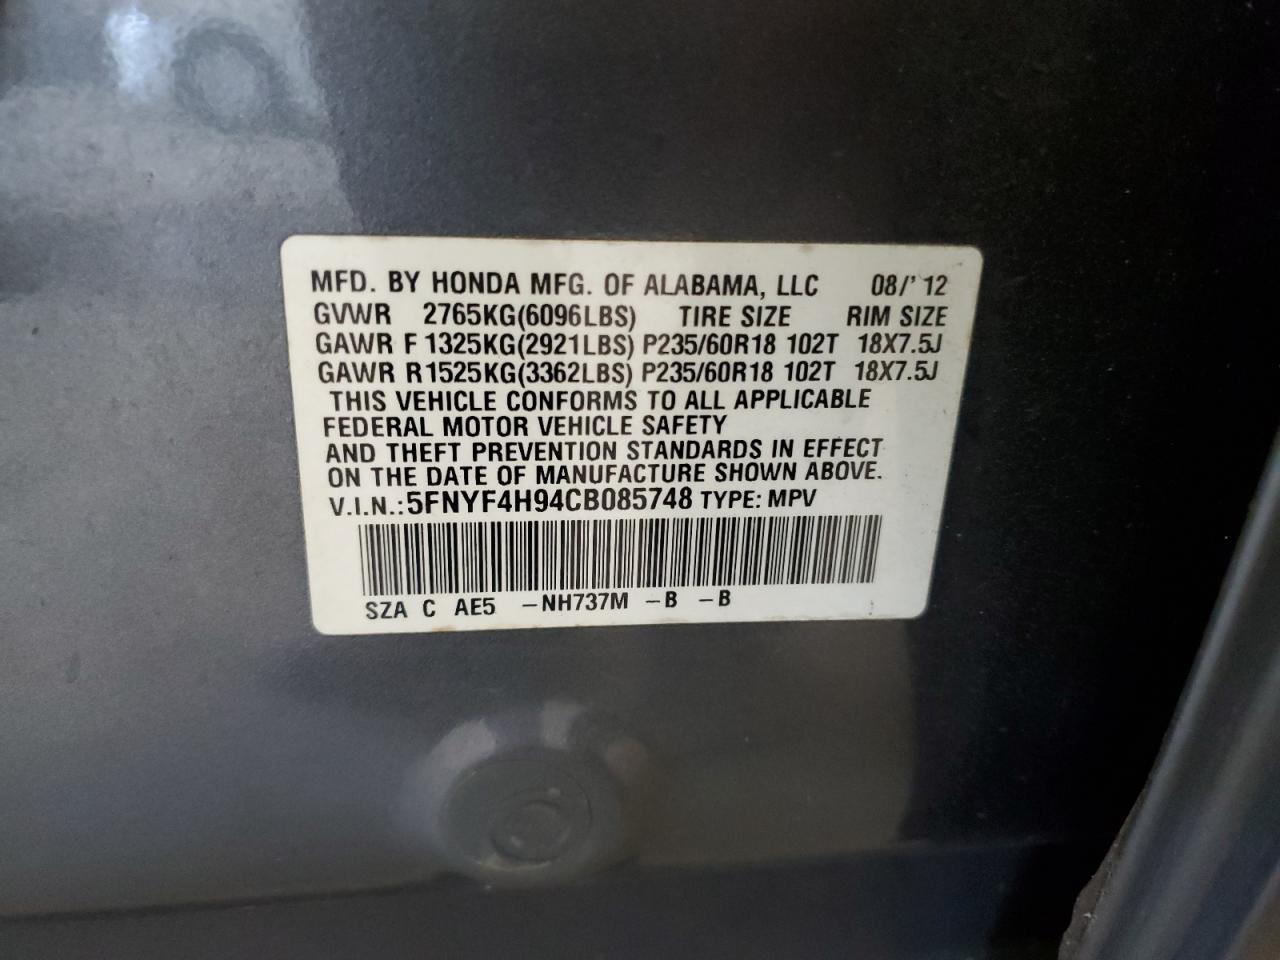 MFD. BY HONDA MFG. OF ALABAMA, LLC 08/' 12
GVWR 2765KG(6096LBS) TIRE SIZE RIM SIZE
GAWR F 1325KG(2921LBS) P235/60R18 102T 18X7.5J
GAWR R1525KG(3362LBS) P235/60R18 102T 18X7.5J
THIS VEHICLE CONFORMS TO ALL APPLICABLE
FEDERAL MOTOR VEHICLE SAFETY
AND THEFT PREVENTION STANDARDS IN EFFECT
ON THE DATE OF MANUFACTURE SHOWN ABOVE.
V.I.N.:5FNYF4H94CB085748 TYPE: MPV
SZA C AE5 -NH737M -B -B